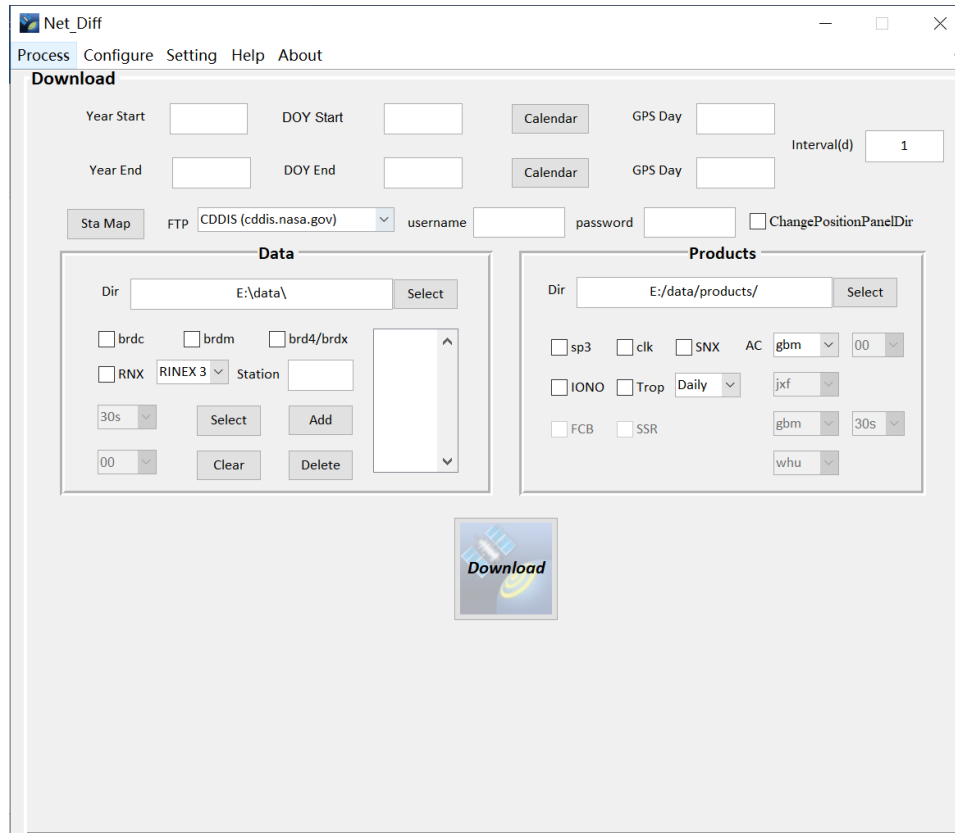 Net_Diff
Process Configure Setting Help About
Download
Year Start DOY Start Calendar GPS Day
Interval(d) 1
Year End DOY End Calendar GPS Day
Sta Map FTP CDDIS (cddis.nasa.gov) username password ChangePositionPanelDir
Data
Dir E:\data\ Select
brdc brdm brd4/brdx
RNX RINEX 3 Station
30s Select Add
00 Clear Delete
Products
Dir E:/data/products/ Select
sp3 clk SNX AC gbm 00
IONO Trop Daily jxf
FCB SSR gbm 30s
whu
Download